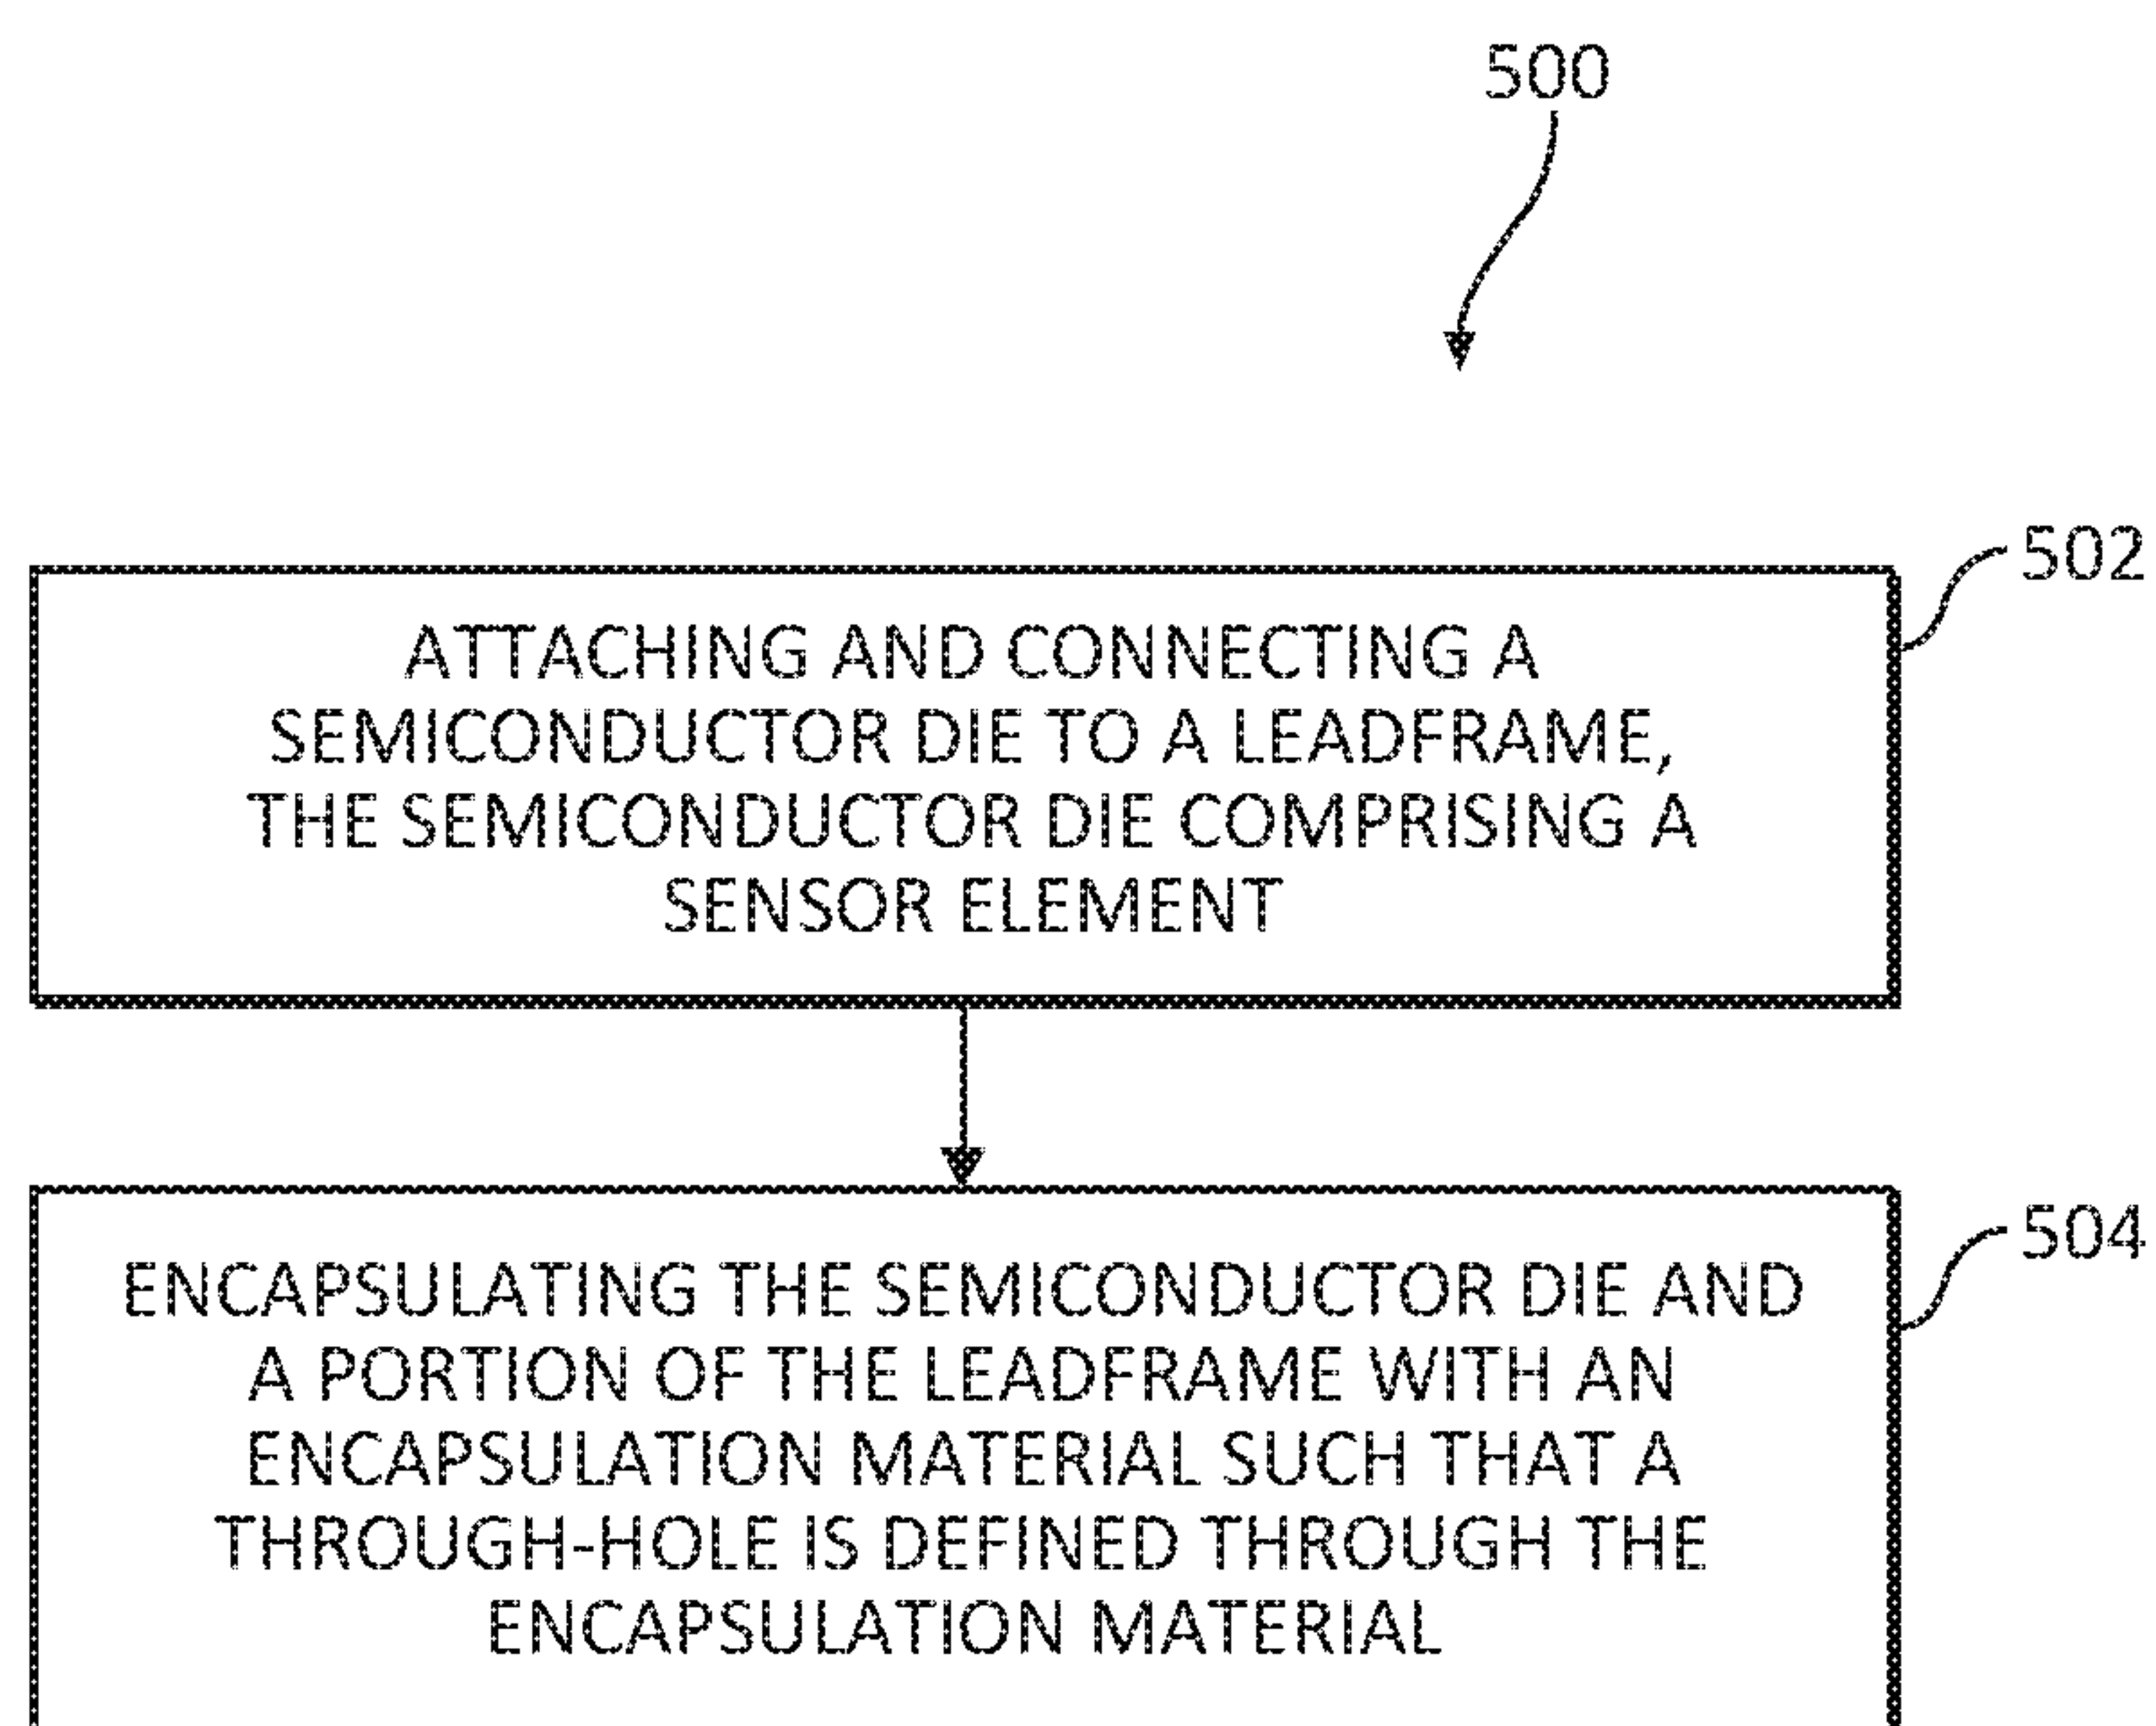 500
502
ATTACHING AND CONNECTING A
SEMICONDUCTOR DIE TO A LEADFRAME,
THE SEMICONDUCTOR DIE COMPRISING A
SENSOR ELEMENT
504
ENCAPSULATING THE SEMICONDUCTOR DIE AND
A PORTION OF THE LEADFRAME WITH AN
ENCAPSULATION MATERIAL SUCH THAT A
THROUGH-HOLE IS DEFINED THROUGH THE
ENCAPSULATION MATERIAL